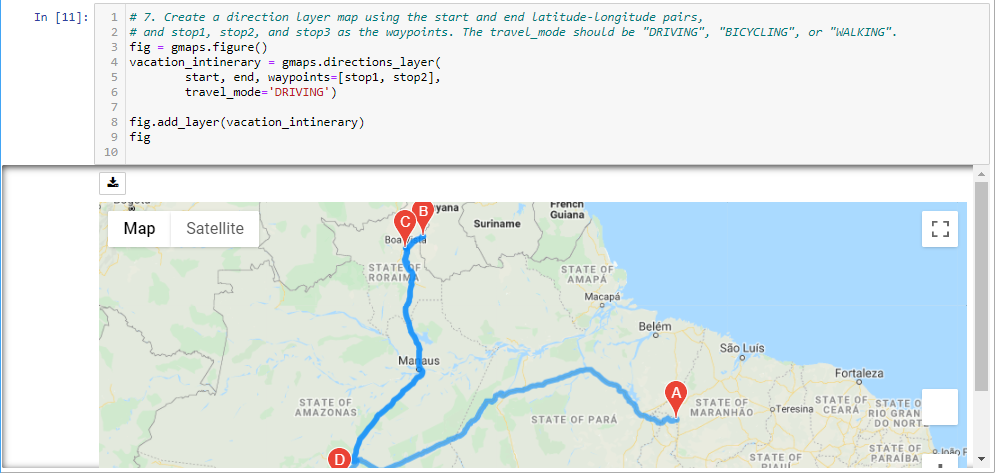 In [11]:
1 # 7. Create a direction layer map using the start and end latitude-longitude pairs,
2 # and stop1, stop2, and stop3 as the waypoints. The travel_mode should be "DRIVING", "BICYCLING", or "WALKING".
3 fig = gmaps.figure()
4 vacation_intinerary = gmaps.directions_layer(
5 start, end, waypoints=[stop1, stop2],
6 travel_mode='DRIVING')
7
8 fig.add_layer(vacation_intinerary)
9 fig
10
Map
Satellite
yana
Suriname
French
Guiana
B
C
Boa Vista
STATE OF
RORAIMA
STATE OF
AMAPÁ
Macapá
Belém
São Luís
Manaus
Fortaleza
A
STATE OF
AMAZONAS
STATE OF PARÁ
STATE OF
MARANHÃO
Teresina
STATE OF
CEARÁ
STATE O
RIO GRAN
DO NORT
D
STATE OF
PIAUÍ
STATE OF
PARAÍBA
João P